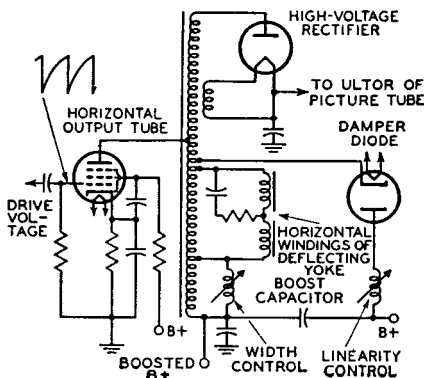 HIGH-VOLTAGE
RECTIFIER
TO ULTOR OF
PICTURE TUBE
HORIZONTAL
OUTPUT TUBE
DAMPER
DIODE
DRIVE
VOL-
TAGE
HORIZONTAL
WINDINGS OF
DEFLECTING
YOKE
BOOST
CAPACITOR
B+
B+
BOOSTED
B+
WIDTH
CONTROL
LINEARITY
CONTROL